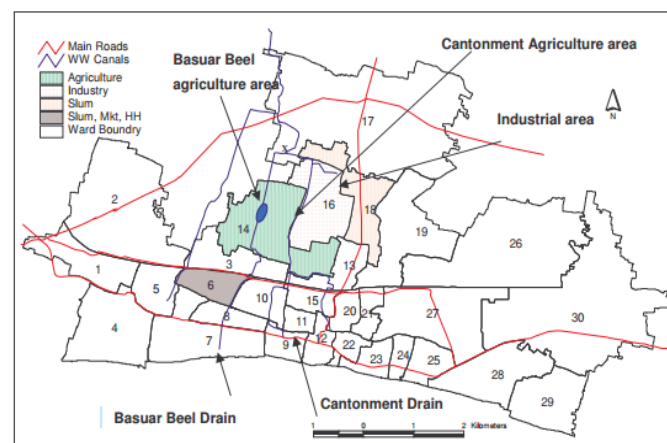 Main Roads
WW Canals
Agriculture
Industry
Slum
Slum, Mkt, HH
Ward Boundry
Basuar Beel
agriculture area
Cantonment Agriculture area
Industrial area
N
17
x
2
16
18
14
19
26
3
13
1
5
6
10
15
20
21
27
30
4
8
11
7
9
12
22
23
24
25
28
29
Basuar Beel Drain
Cantonment Drain
1 0 1 2 Kilometers